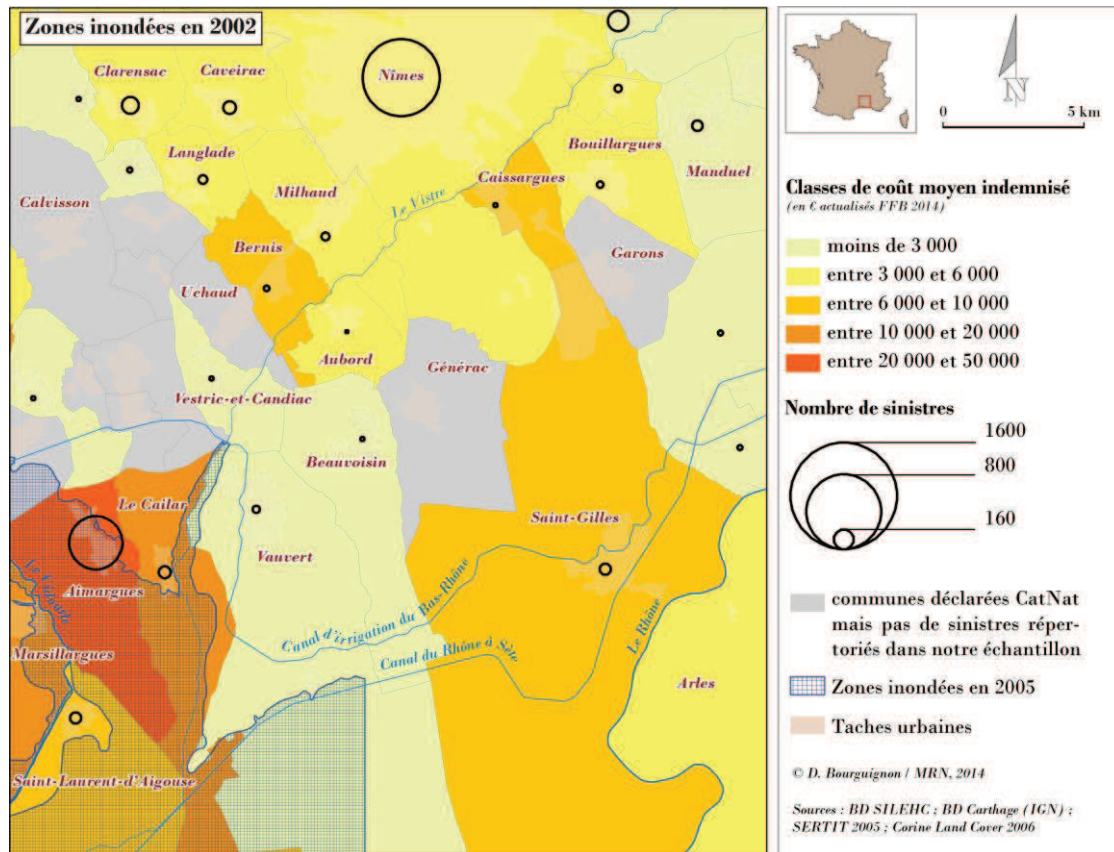 Zones inondées en 2002
Clarensac
Caveirac
Nîmes
Langlade
Milhaud
Bouillargues
Manduel
Calvisson
Caissargues
Le Vistre
Bernis
Garons
Uchaud
Aubord
Générac
Vestric-et-Candiac
Beauvoisin
Le Cailar
Saint-Gilles
Vauvert
Aimargues
Le Vidourle
Canal d'irrigation du Bas-Rhône
Canal du Rhône à Sète
Le Rhône
Marsillargues
Arles
Saint-Laurent-d'Aigouse
N
0 5 km
Classes de coût moyen indemnisé
(en € actualisés FFB 2014)
moins de 3 000
entre 3 000 et 6 000
entre 6 000 et 10 000
entre 10 000 et 20 000
entre 20 000 et 50 000
Nombre de sinistres
1600
800
160
communes déclarées CatNat
mais pas de sinistres réper-
toriés dans notre échantillon
Zones inondées en 2005
Taches urbaines
© D. Bourguignon / MRN, 2014
Sources : BD SILEHC ; BD Carthage (IGN) ;
SERTIT 2005 ; Corine Land Cover 2006